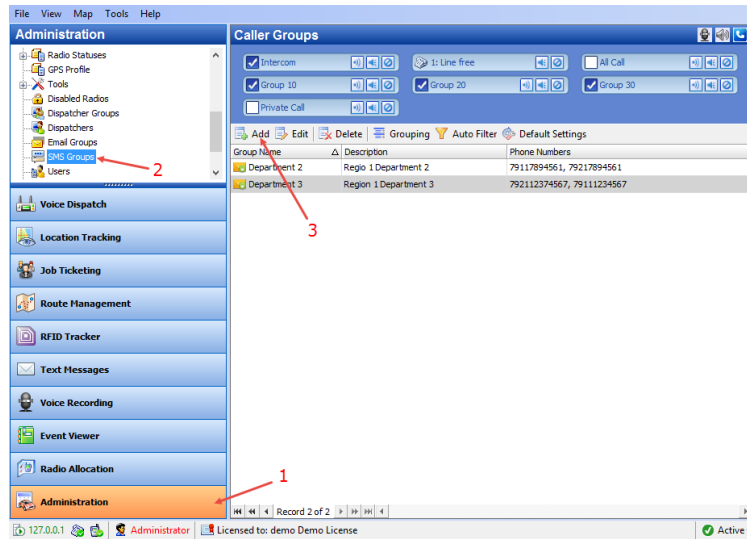 File View Map Tools Help
Administration
Radio Statuses
GPS Profile
Tools
Disabled Radios
Dispatcher Groups
Dispatchers
Email Groups
SMS Groups
Users
2
Voice Dispatch
Location Tracking
Job Ticketing
Route Management
RFID Tracker
Text Messages
Voice Recording
Event Viewer
Radio Allocation
Administration
1
Caller Groups
Intercom 1: Line free All Call
Group 10 Group 20 Group 30
Private Call
Add Edit Delete Grouping Auto Filter Default Settings
Group Name Description Phone Numbers
Department 2 Regio 1 Department 2 79117894561, 79217894561
Department 3 Region 1 Department 3 792112374567, 79111234567
3
Record 2 of 2
127.0.0.1 Administrator Licensed to: demo Demo License Active